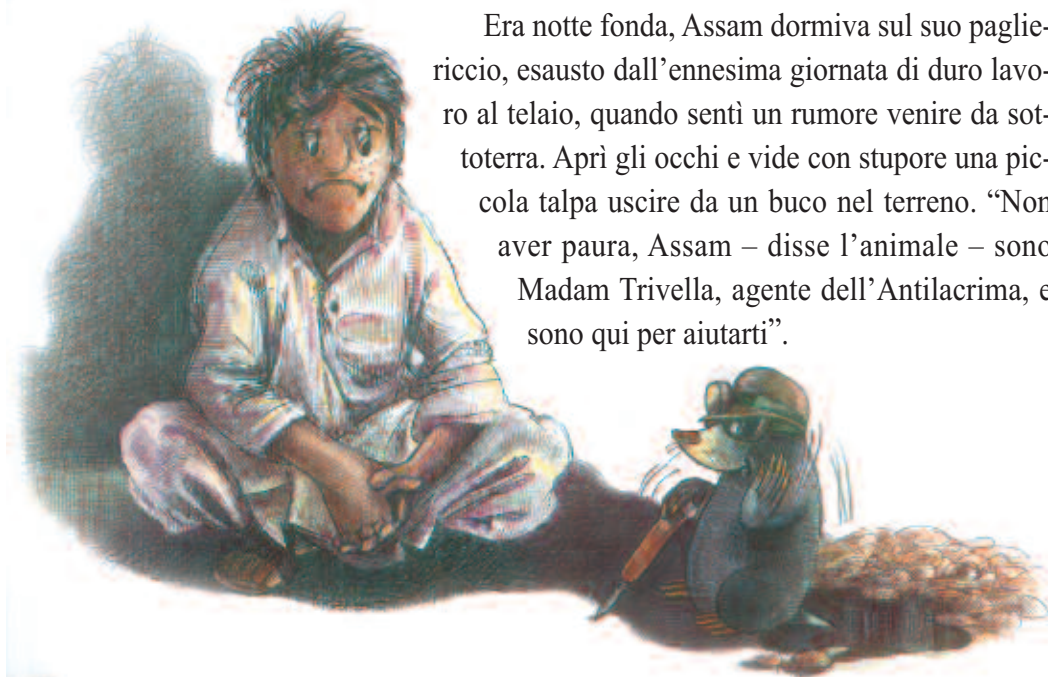 Era notte fonda, Assam dormiva sul suo paglie-
riccio, esausto dall’ennesima giornata di duro lavo-
ro al telaio, quando sentì un rumore venire da sot-
toterra. Aprì gli occhi e vide con stupore una pic-
cola talpa uscire da un buco nel terreno. “Non
aver paura, Assam – disse l’animale – sono
Madam Trivella, agente dell’Antilacrima, e
sono qui per aiutarti”.